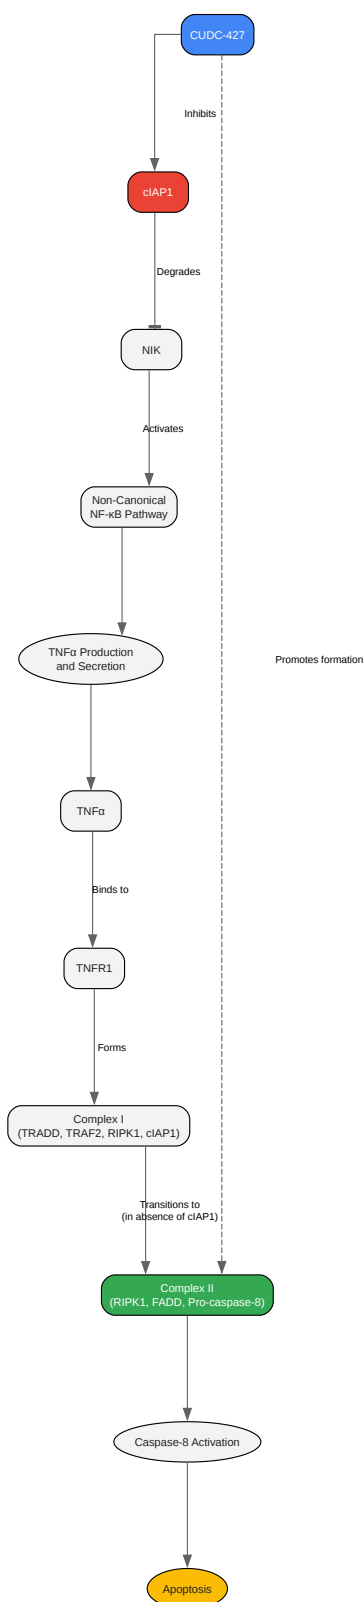 CUDC-427
Inhibits
cIAP1
Degrades
NIK
Activates
Non-Canonical
NF-κB Pathway
TNFα Production
and Secretion
Promotes formation
TNFα
Binds to
TNFR1
Forms
Complex I
(TRADD, TRAF2, RIPK1, cIAP1)
Transitions to
(in absence of cIAP1)
Complex II
(RIPK1, FADD, Pro-caspase-8)
Caspase-8 Activation
Apoptosis